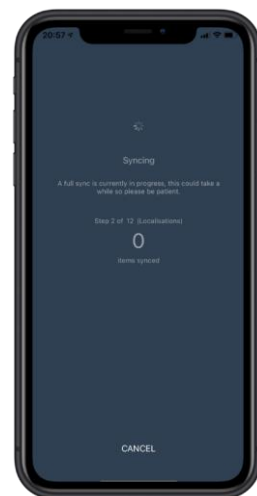 20:57
Syncing
A full sync is currently in progress, this could take a
while so please be patient.
Step 2 of 12 (Localisations)
0
items synced
CANCEL